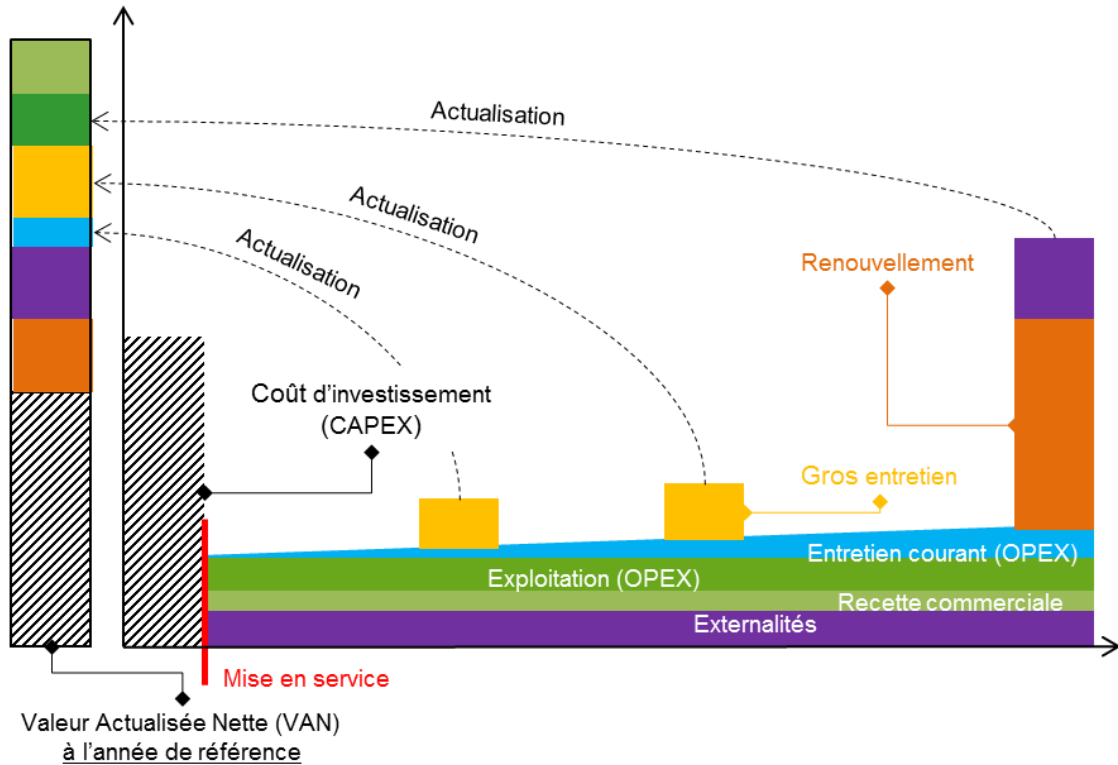 Actualisation
Actualisation
Actualisation
Renouvellement
Coût d’investissement
(CAPEX)
Gros entretien
Entretien courant (OPEX)
Exploitation (OPEX)
Recette commerciale
Externalités
Mise en service
Valeur Actualisée Nette (VAN)
à l’année de référence